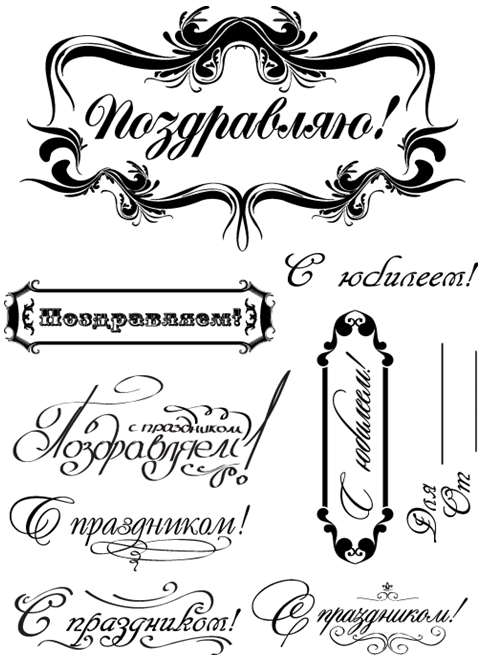 Поздравляю!
С юбилеем!
Поздравляем!
С юбилеем!
с праздником
Поздравляем!
Для
От
С праздником!
С праздником!
С праздником!